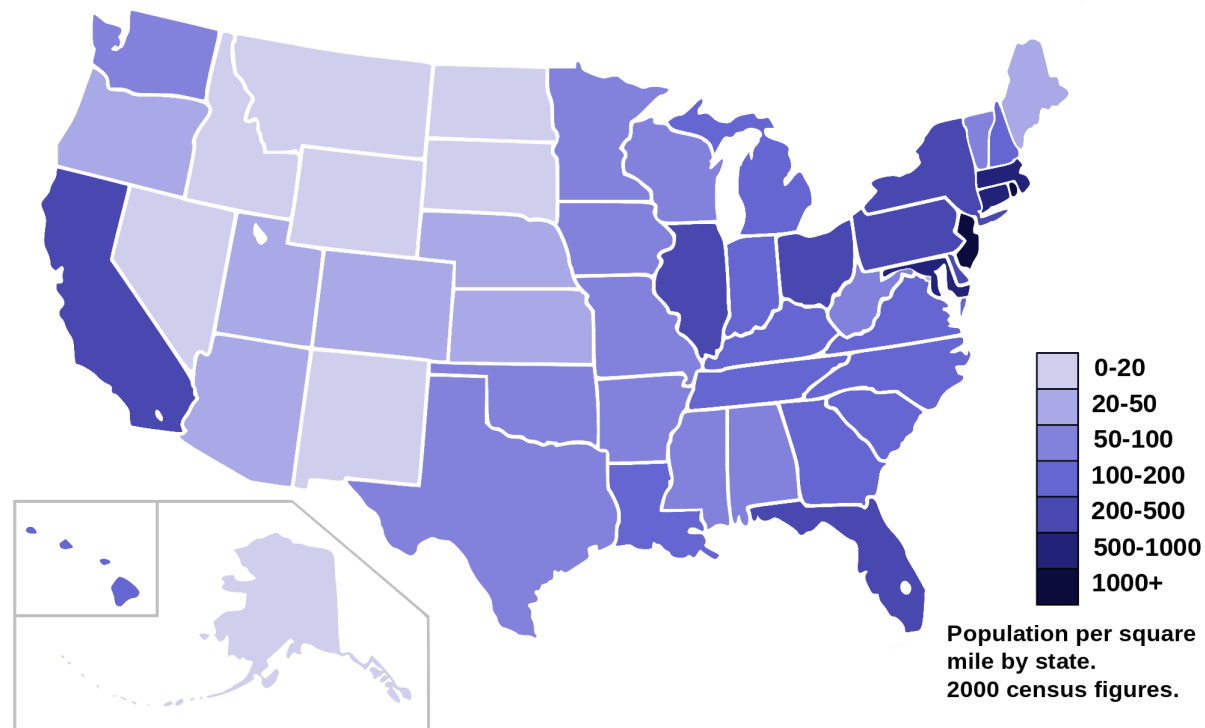 0-20
20-50
50-100
100-200
200-500
500-1000
1000+
Population per square
mile by state.
2000 census figures.